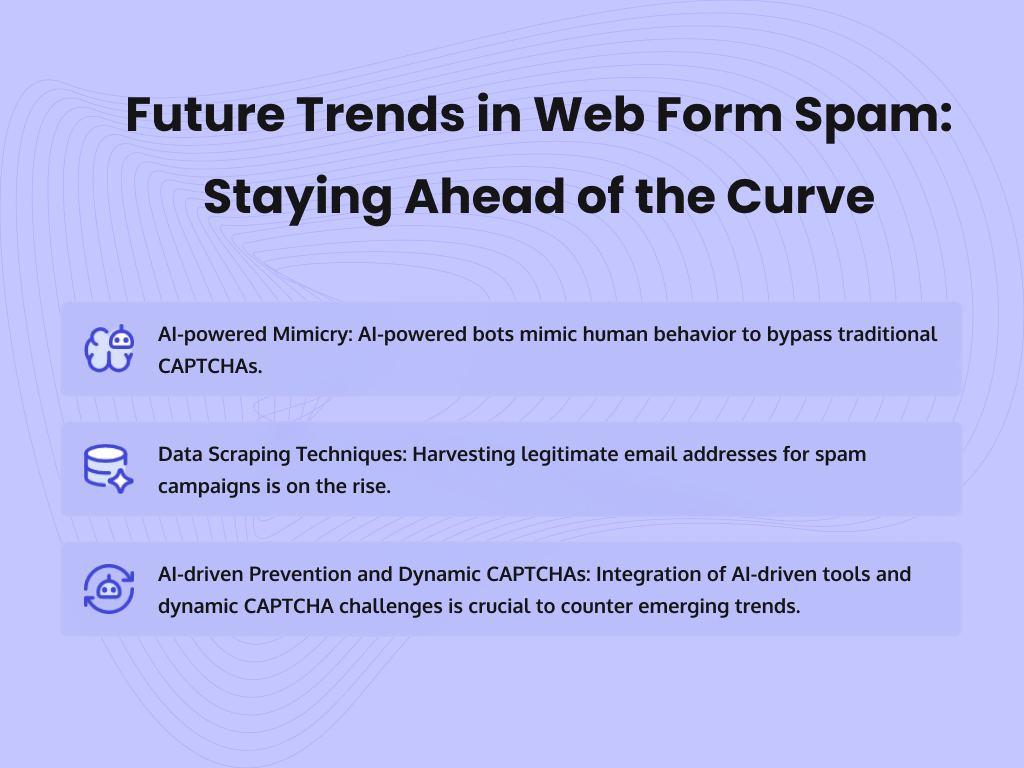 Future Trends in Web Form Spam:
Staying Ahead of the Curve
AI-powered Mimicry: AI-powered bots mimic human behavior to bypass traditional
CAPTCHAs.
Data Scraping Techniques: Harvesting legitimate email addresses for spam
campaigns is on the rise.
AI-driven Prevention and Dynamic CAPTCHAs: Integration of AI-driven tools and
dynamic CAPTCHA challenges is crucial to counter emerging trends.